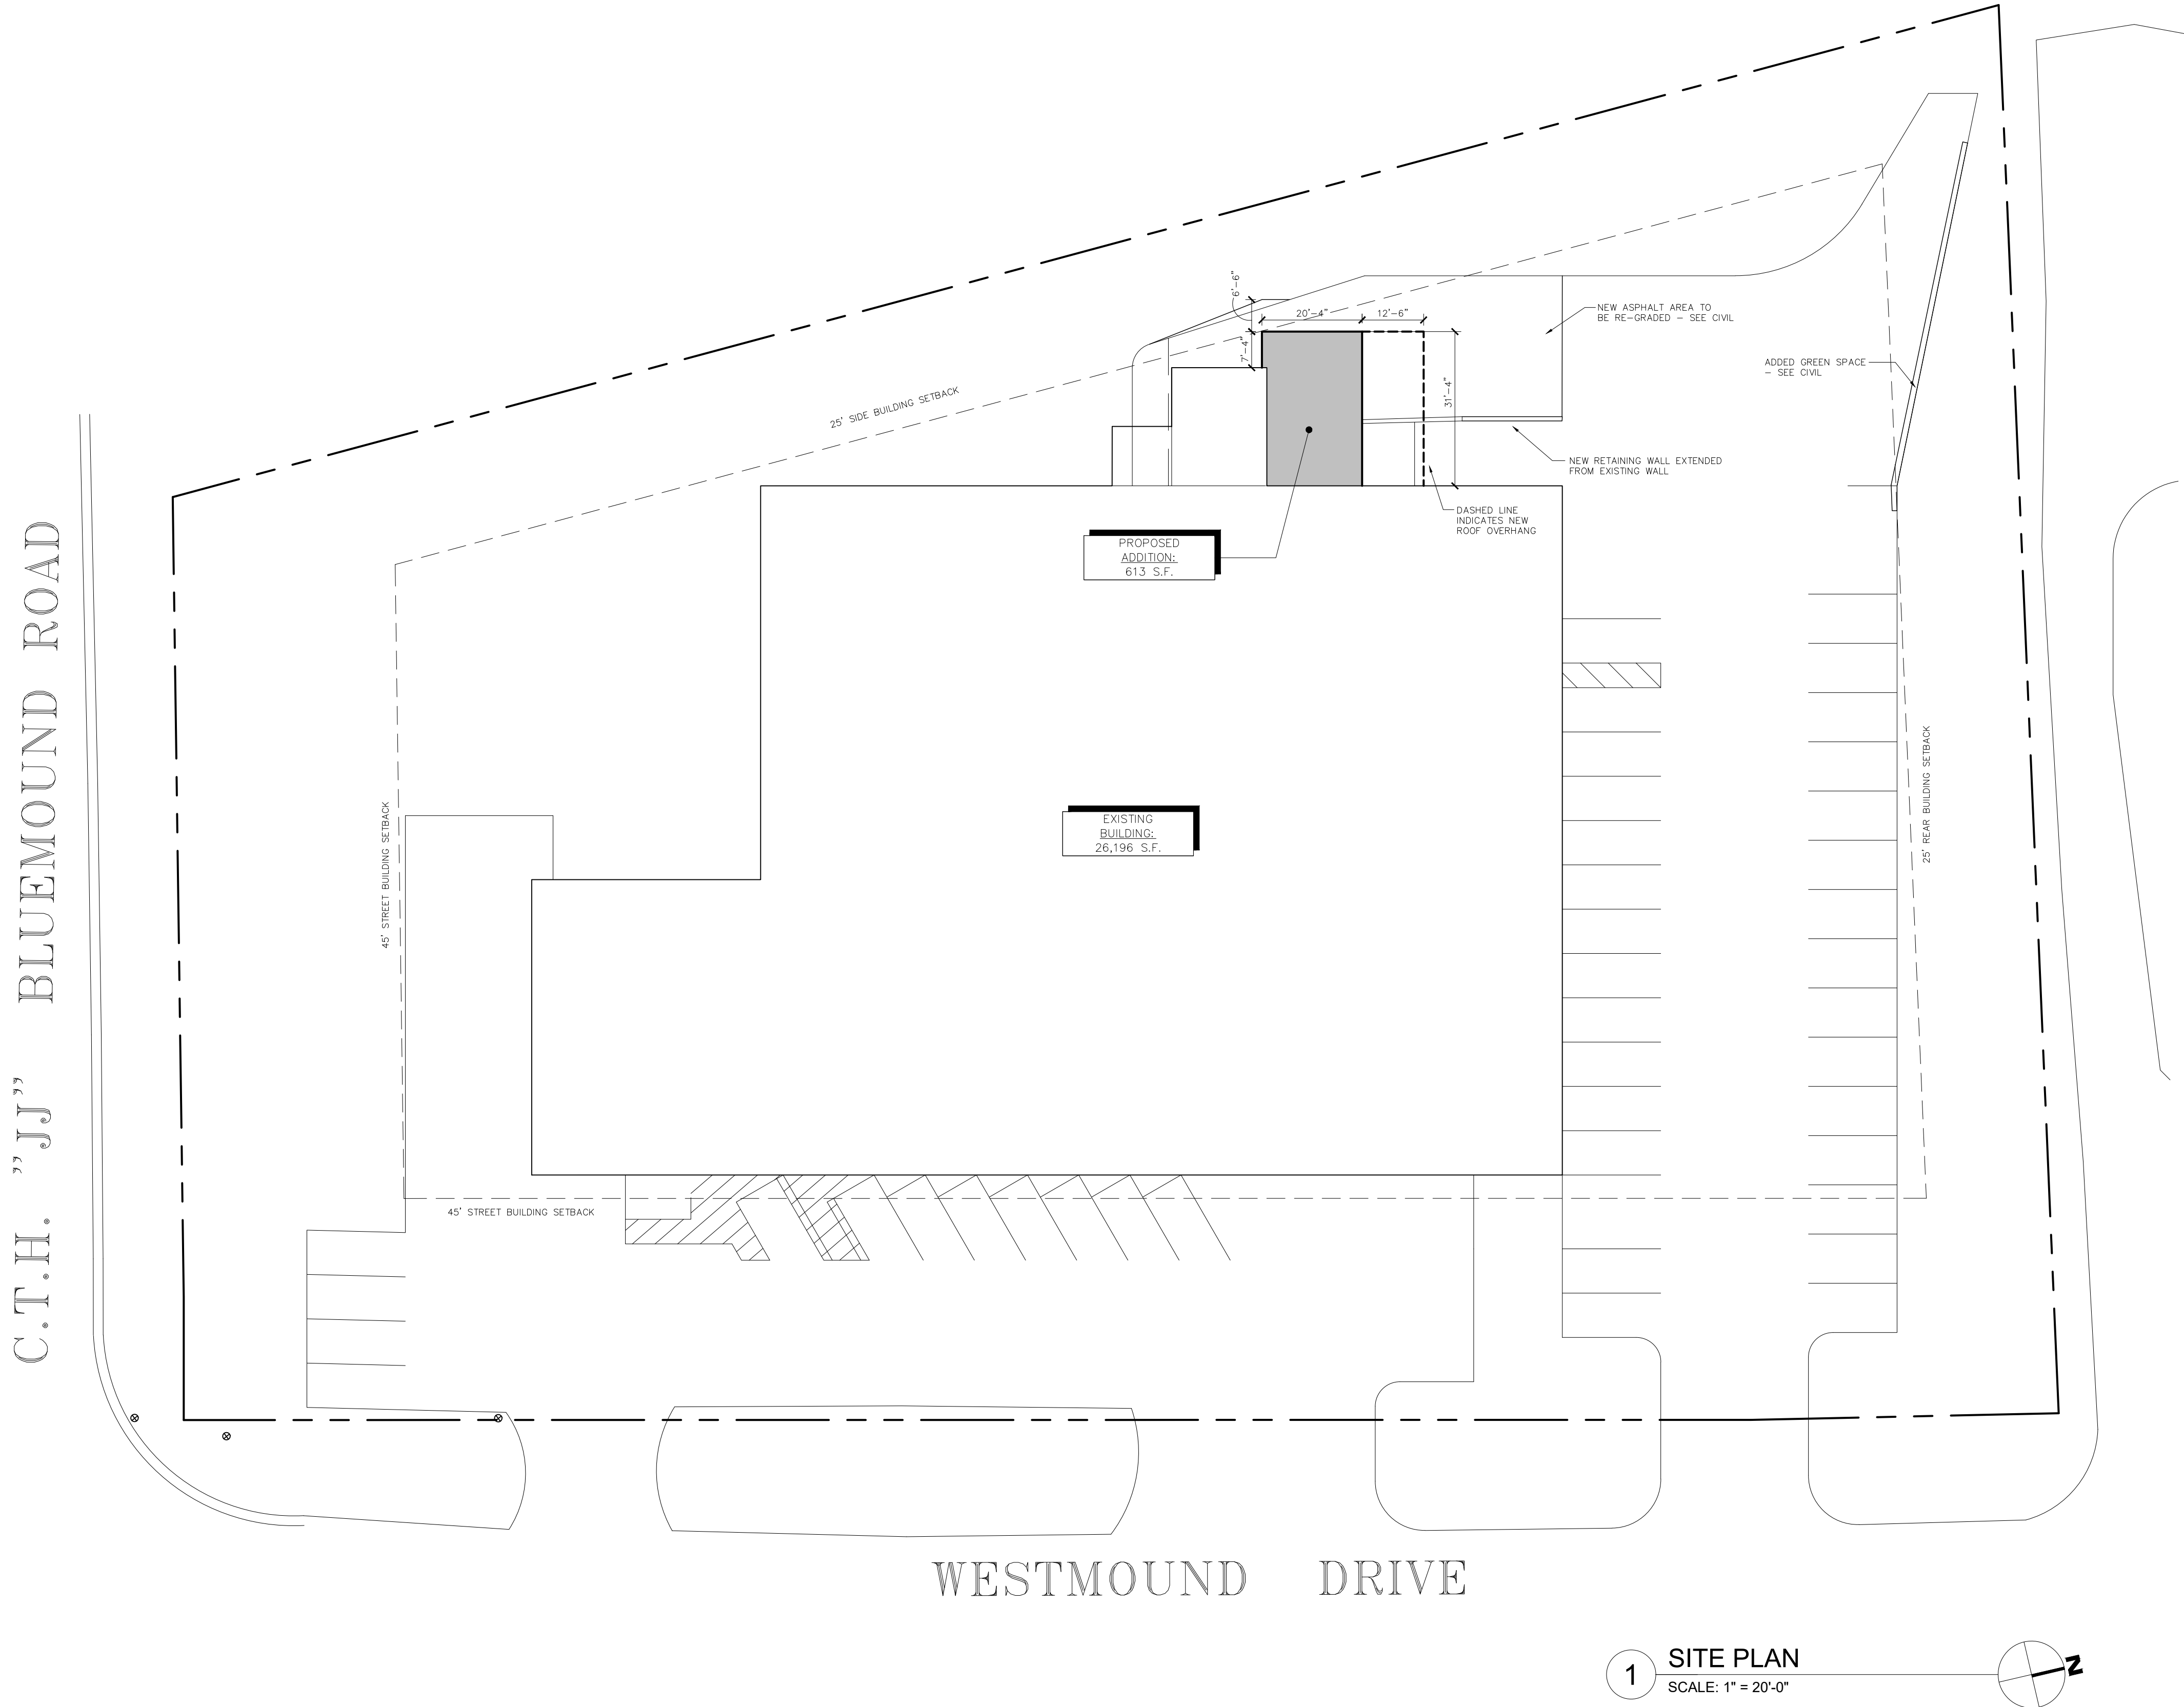 6'-6"
20'-4"
12'-6"
7'-4"
31'-4"
NEW ASPHALT AREA TO
BE RE-GRADED - SEE CIVIL
ADDED GREEN SPACE
- SEE CIVIL
25' SIDE BUILDING SETBACK
NEW RETAINING WALL EXTENDED
FROM EXISTING WALL
DASHED LINE
INDICATES NEW
ROOF OVERHANG
PROPOSED
ADDITION:
613 S.F.
EXISTING
BUILDING:
26,196 S.F.
45' STREET BUILDING SETBACK
25' REAR BUILDING SETBACK
45' STREET BUILDING SETBACK
C.T.H. "JJ" BLUEMOUND ROAD
WESTMOUND DRIVE
1
SITE PLAN
SCALE: 1" = 20'-0"
N